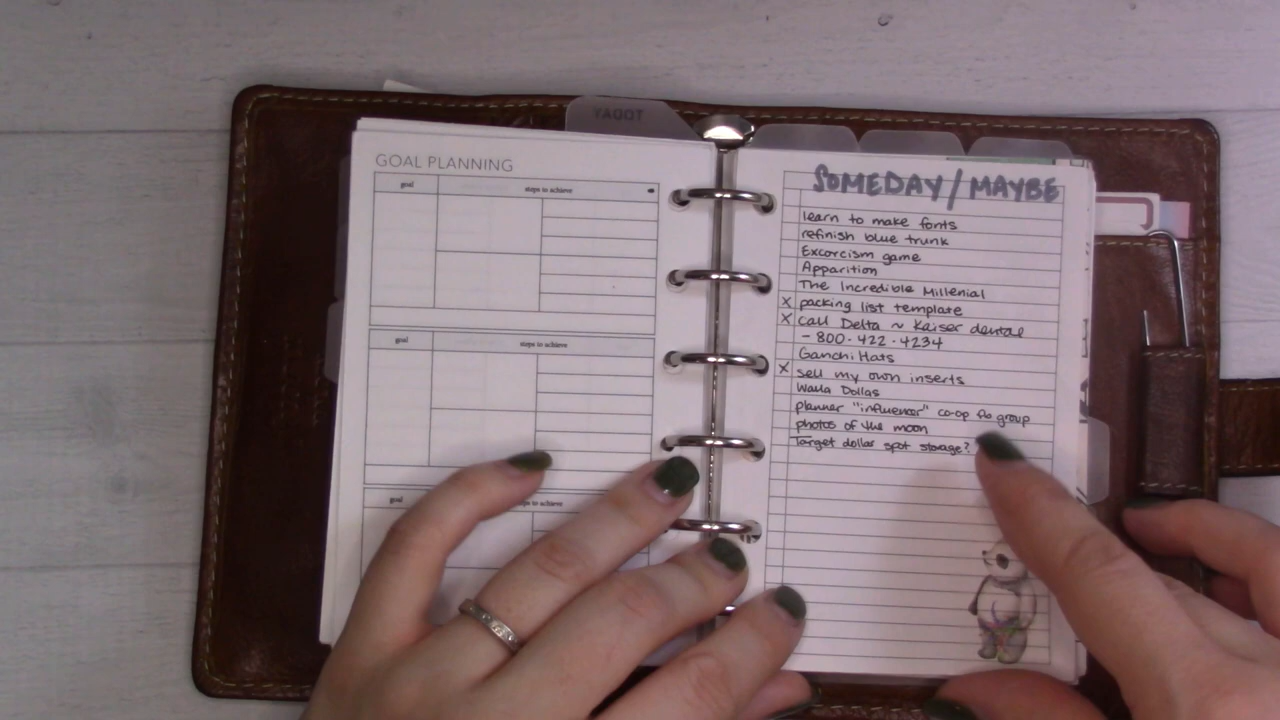 TODAY
GOAL PLANNING
goal steps to achieve
goal steps to achieve
goal steps to achieve
SOMEDAY/MAYBE
learn to make fonts
refinish blue trunk
Excorcism game
Apparition
The Incredible Millenial
x packing list template
x call Delta ~ Kaiser dental
- 800-422-4234
Ganchi Hats
x sell my own inserts
Walla Dollas
planner "influencer" co-op group
photos of the moon
Target dollar spot storage?